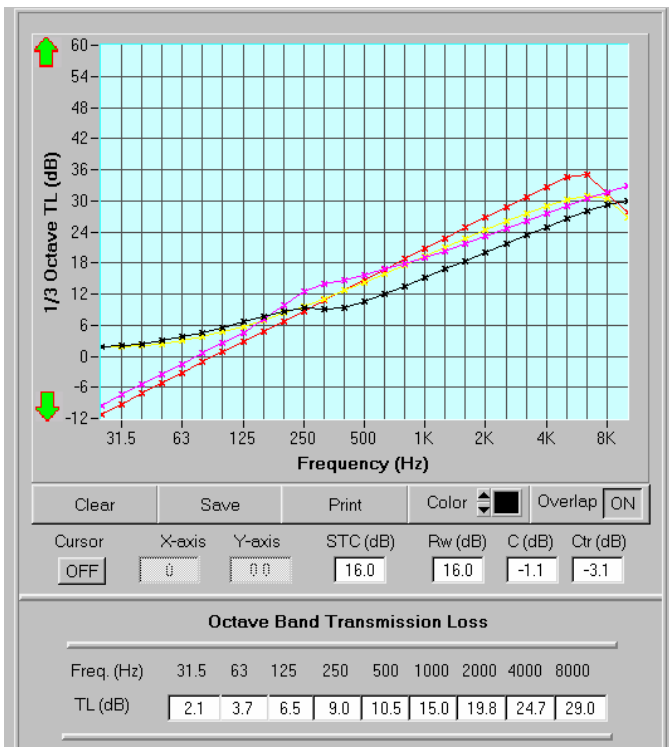 60
54
48
42
36
30
24
18
12
6
0
-6
-12
1/3 Octave TL (dB)
31.5 63 125 250 500 1K 2K 4K 8K
Frequency (Hz)
Clear Save Print Color Overlap ON
Cursor X-axis Y-axis STC (dB) Rw (dB) C (dB) Ctr (dB)
OFF 0 0.0 16.0 16.0 -1.1 -3.1
Octave Band Transmission Loss
Freq. (Hz) 31.5 63 125 250 500 1000 2000 4000 8000
TL (dB) 2.1 3.7 6.5 9.0 10.5 15.0 19.8 24.7 29.0